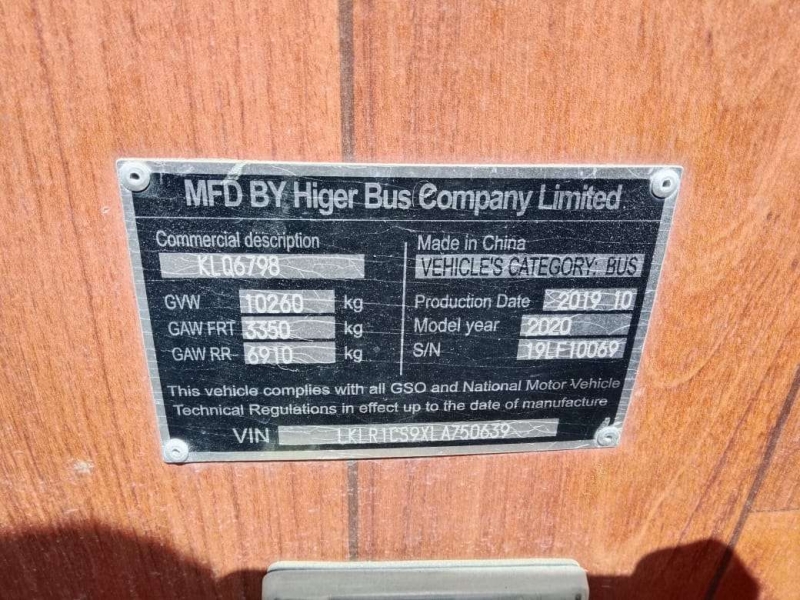 MFD BY Higer Bus Company Limited
Commercial description
KLQ6798
GVW 10260 kg
GAW FRT 3350 kg
GAW RR 6910 kg
Made in China
VEHICLE'S CATEGORY: BUS
Production Date 2019 10
Model year 2020
S/N 19LF10069
This vehicle complies with all GSO and National Motor Vehicle
Technical Regulations in effect up to the date of manufacture
VIN LKLR1CS9XLA750639